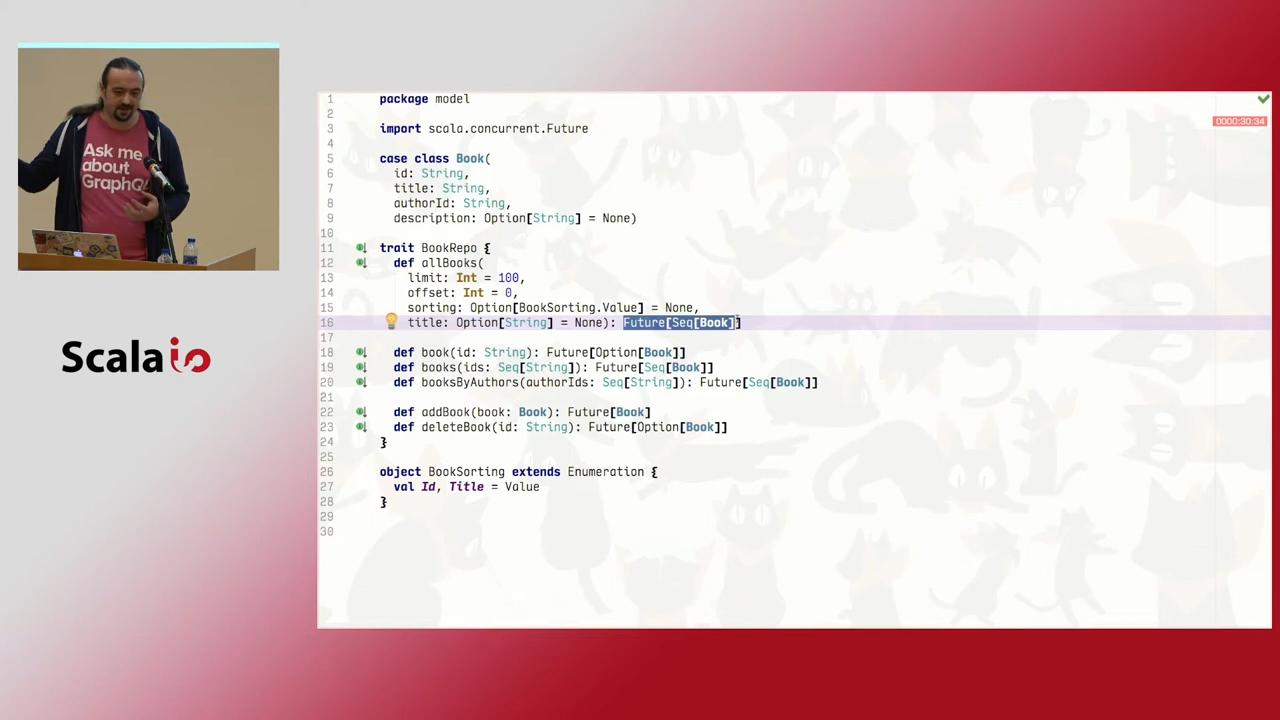 Ask me
about
GraphQL
Scala io
1 package model
2
3 import scala.concurrent.Future
4
5 case class Book(
6 id: String,
7 title: String,
8 authorId: String,
9 description: Option[String] = None)
10
11 trait BookRepo {
12 def allBooks(
13 limit: Int = 100,
14 offset: Int = 0,
15 sorting: Option[BookSorting.Value] = None,
16 title: Option[String] = None): Future[Seq[Book]]
17
18 def book(id: String): Future[Option[Book]]
19 def books(ids: Seq[String]): Future[Seq[Book]]
20 def booksByAuthors(authorIds: Seq[String]): Future[Seq[Book]]
21
22 def addBook(book: Book): Future[Book]
23 def deleteBook(id: String): Future[Option[Book]]
24 }
25
26 object BookSorting extends Enumeration {
27 val Id, Title = Value
28 }
29
30
0000:30:34